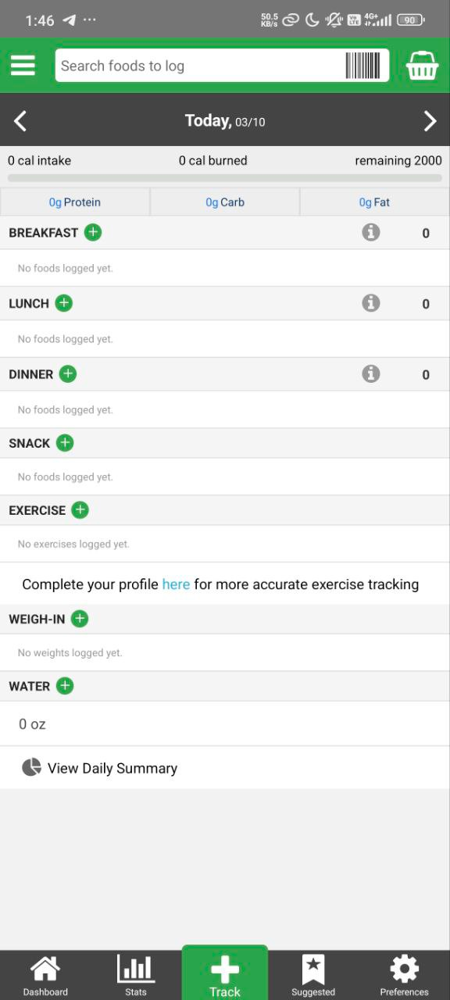 1:46 ... 50.5 KB/s Vo LTE 4G+ 90
Search foods to log
Today, 03/10
0 cal intake 0 cal burned remaining 2000
0g Protein 0g Carb 0g Fat
BREAKFAST 0
No foods logged yet.
LUNCH 0
No foods logged yet.
DINNER 0
No foods logged yet.
SNACK
No foods logged yet.
EXERCISE
No exercises logged yet.
Complete your profile here for more accurate exercise tracking
WEIGH-IN
No weights logged yet.
WATER
0 oz
View Daily Summary
Dashboard Stats Track Suggested Preferences